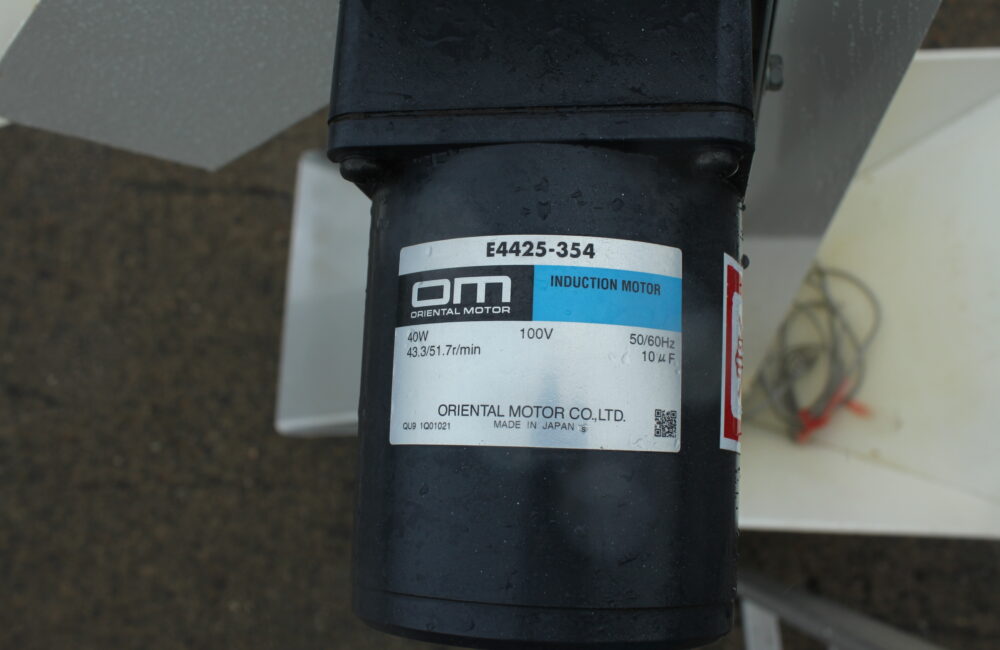 E4425-354
OM
ORIENTAL MOTOR
INDUCTION MOTOR
40W 100V 50/60Hz
43.3/51.7r/min 10μF
ORIENTAL MOTOR CO.,LTD.
QU9 1Q01021 MADE IN JAPAN Ⓢ